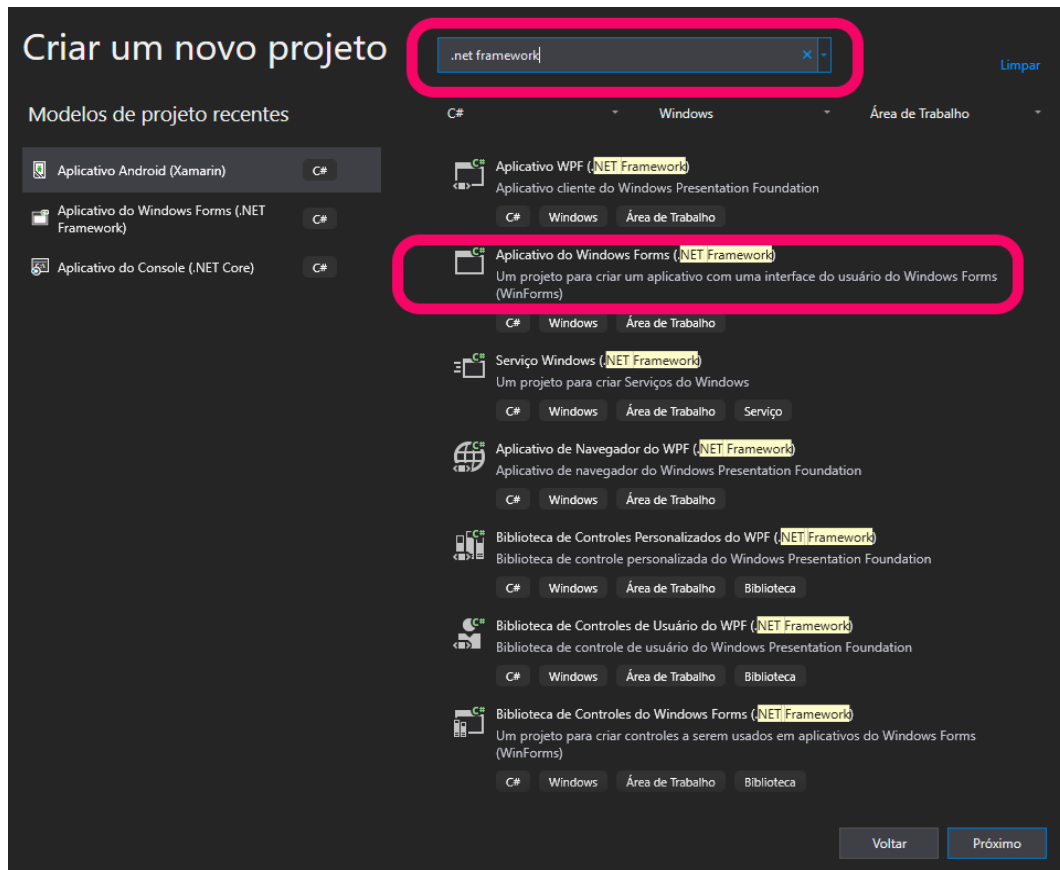 Criar um novo projeto
.net framework
Limpar
Modelos de projeto recentes
Aplicativo Android (Xamarin) C#
Aplicativo do Windows Forms (.NET
Framework) C#
Aplicativo do Console (.NET Core) C#
C# Windows Área de Trabalho
Aplicativo WPF (.NET Framework)
Aplicativo cliente do Windows Presentation Foundation
C# Windows Área de Trabalho
Aplicativo do Windows Forms (.NET Framework)
Um projeto para criar um aplicativo com uma interface do usuário do Windows Forms
(WinForms)
C# Windows Área de Trabalho
Serviço Windows (.NET Framework)
Um projeto para criar Serviços do Windows
C# Windows Área de Trabalho Serviço
Aplicativo de Navegador do WPF (.NET Framework)
Aplicativo de navegador do Windows Presentation Foundation
C# Windows Área de Trabalho
Biblioteca de Controles Personalizados do WPF (.NET Framework)
Biblioteca de controle personalizada do Windows Presentation Foundation
C# Windows Área de Trabalho Biblioteca
Biblioteca de Controles de Usuário do WPF (.NET Framework)
Biblioteca de controle de usuário do Windows Presentation Foundation
C# Windows Área de Trabalho Biblioteca
Biblioteca de Controles do Windows Forms (.NET Framework)
Um projeto para criar controles a serem usados em aplicativos do Windows Forms
(WinForms)
C# Windows Área de Trabalho Biblioteca
Voltar Próximo